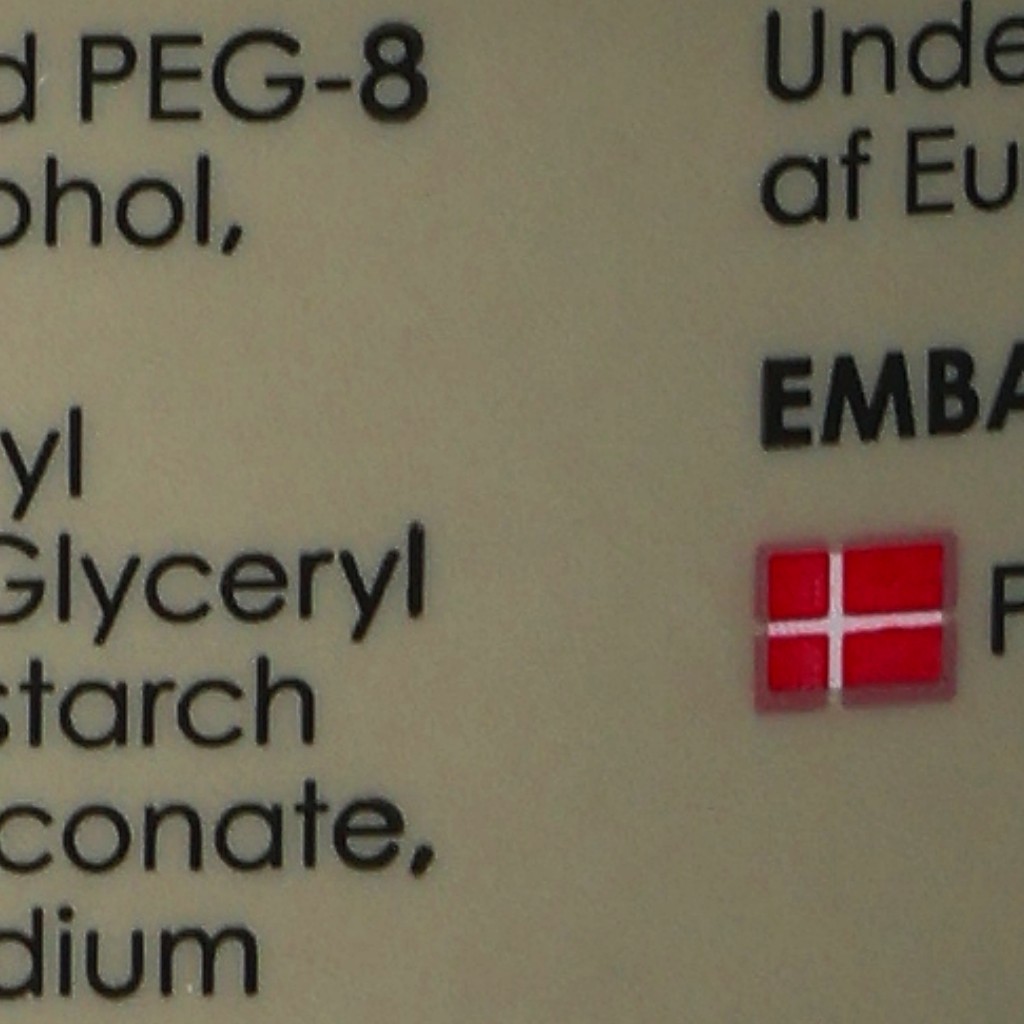 d PEG-8
ohol,
yl
Glyceryl
starch
conate,
dium
Unde
af Eu
EMBA